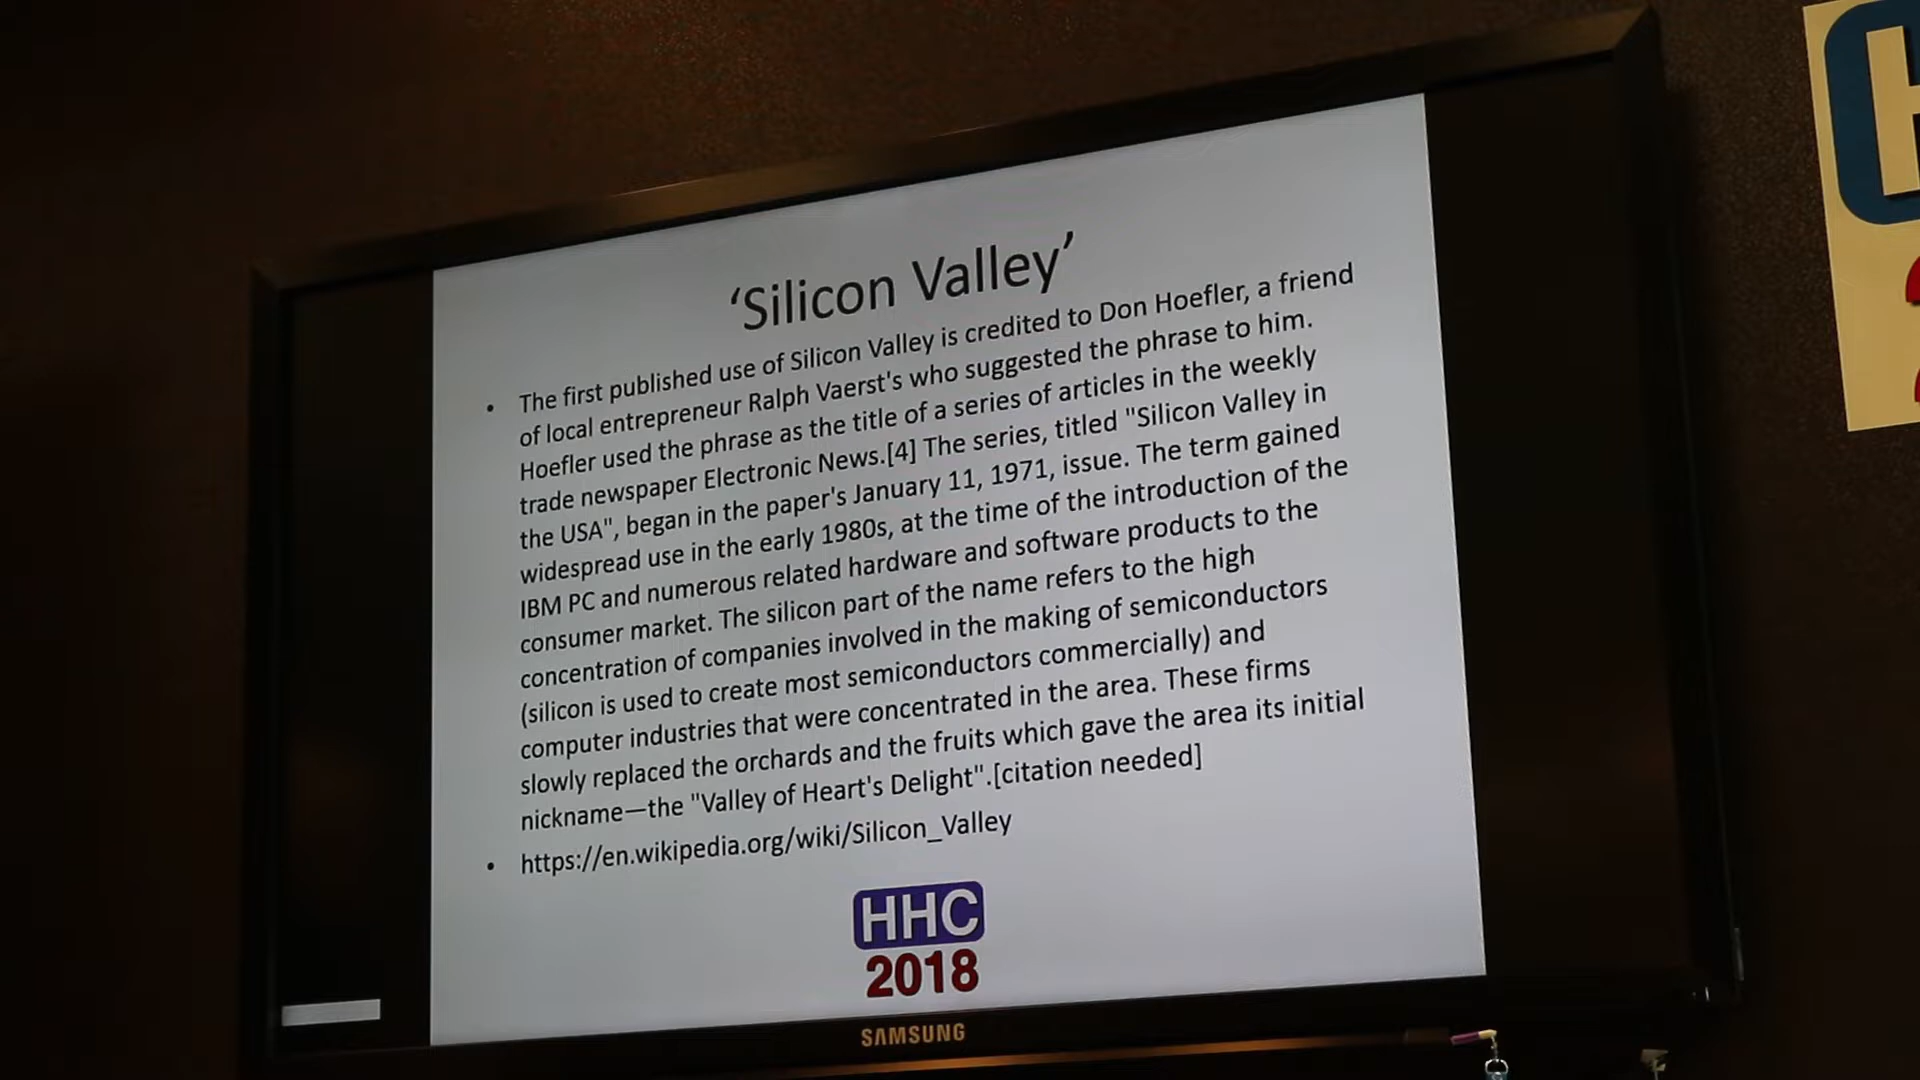 ‘Silicon Valley’
• The first published use of Silicon Valley is credited to Don Hoefler, a friend
of local entrepreneur Ralph Vaerst's who suggested the phrase to him.
Hoefler used the phrase as the title of a series of articles in the weekly
trade newspaper Electronic News.[4] The series, titled "Silicon Valley in
the USA", began in the paper's January 11, 1971, issue. The term gained
widespread use in the early 1980s, at the time of the introduction of the
IBM PC and numerous related hardware and software products to the
consumer market. The silicon part of the name refers to the high
concentration of companies involved in the making of semiconductors
(silicon is used to create most semiconductors commercially) and
computer industries that were concentrated in the area. These firms
slowly replaced the orchards and the fruits which gave the area its initial
nickname—the "Valley of Heart's Delight".[citation needed]
• https://en.wikipedia.org/wiki/Silicon_Valley
HHC
2018
SAMSUNG